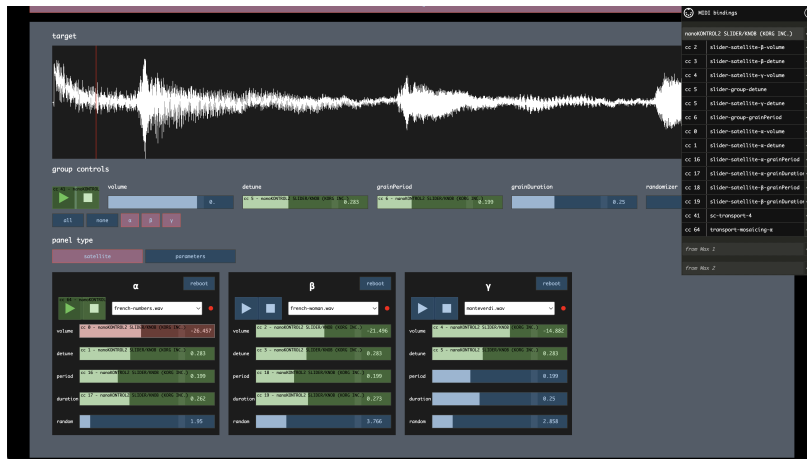 MIDI bindings
nanoKONTROL2 SLIDER/KNOB (KORG INC.)
cc 2 slider-satellite-β-volume
cc 3 slider-satellite-β-detune
cc 4 slider-satellite-γ-volume
cc 5 slider-group-detune
cc 5 slider-satellite-γ-detune
cc 6 slider-group-grainPeriod
cc 0 slider-satellite-α-volume
cc 1 slider-satellite-α-detune
cc 16 slider-satellite-α-grainPeriod
cc 17 slider-satellite-α-grainDuration
cc 18 slider-satellite-β-grainPeriod
cc 19 slider-satellite-β-grainDuration
cc 41 sc-transport-4
cc 64 transport-mosaicing-α
from Max 1
from Max 2
target
group controls
volume detune grainPeriod grainDuration randomizer
0. cc 5 - nanoKONTROL2 SLIDER/KNOB (KORG INC.) 0.283 cc 6 - nanoKONTROL2 SLIDER/KNOB (KORG INC.) 0.199 0.25
all none α β γ
panel type
satellite parameters
α reboot
french-numbers.wav
volume cc 0 - nanoKONTROL2 SLIDER/KNOB (KORG INC.) -26.457
detune cc 1 - nanoKONTROL2 SLIDER/KNOB (KORG INC.) 0.283
period cc 16 - nanoKONTROL2 SLIDER/KNOB (KORG INC.) 0.199
duration cc 17 - nanoKONTROL2 SLIDER/KNOB (KORG INC.) 0.262
random 1.95
β reboot
french-woman.wav
volume cc 2 - nanoKONTROL2 SLIDER/KNOB (KORG INC.) -21.496
detune cc 3 - nanoKONTROL2 SLIDER/KNOB (KORG INC.) 0.283
period cc 18 - nanoKONTROL2 SLIDER/KNOB (KORG INC.) 0.199
duration cc 19 - nanoKONTROL2 SLIDER/KNOB (KORG INC.) 0.273
random 3.766
γ reboot
monteverdi.wav
volume cc 4 - nanoKONTROL2 SLIDER/KNOB (KORG INC.) -14.882
detune cc 5 - nanoKONTROL2 SLIDER/KNOB (KORG INC.) 0.283
period 0.199
duration 0.25
random 2.858